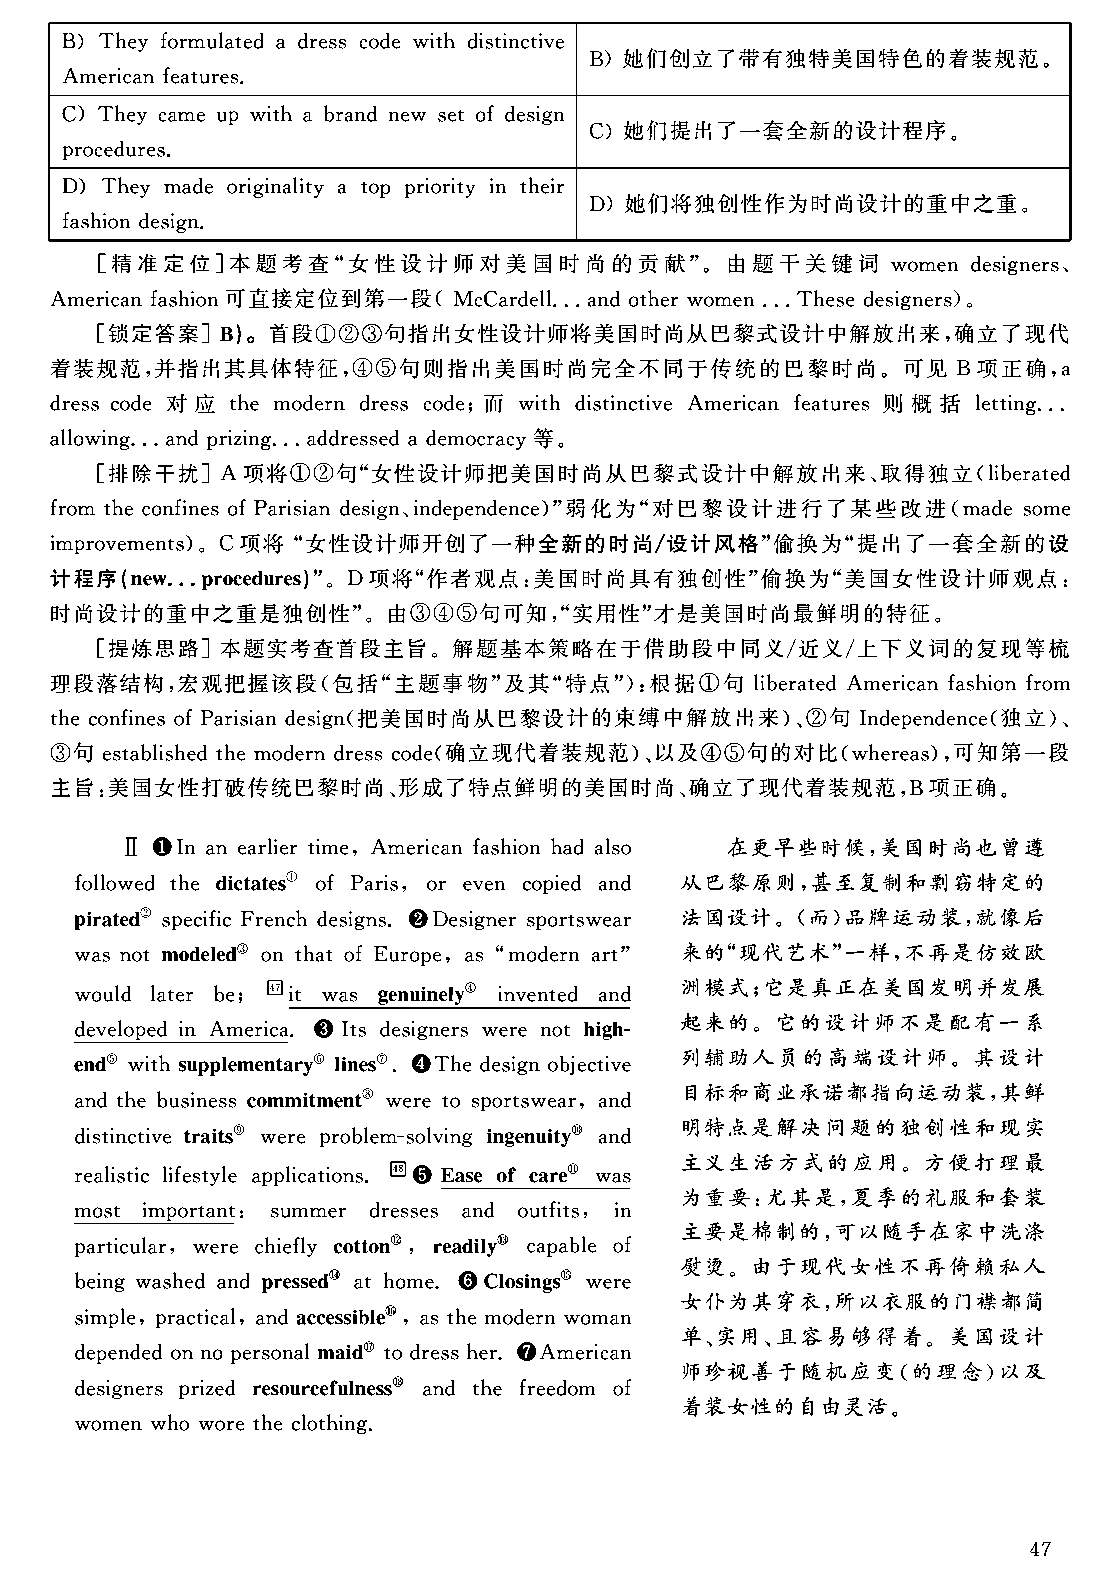 B) They formulated a dress code with distinctive
American features.
B) 她们创立了带有独特美国特色的着装规范。
C) They came up with a brand new set of design
procedures.
C) 她们提出了一套全新的设计程序。
D) They made originality a top priority in their
fashion design.
D) 她们将独创性作为时尚设计的重中之重。
[精准定位]本题考查“女性设计师对美国时尚的贡献”。由题干关键词 women designers、
American fashion 可直接定位到第一段( McCardell...and other women ...These designers)。
[锁定答案] B)。首段①②③句指出女性设计师将美国时尚从巴黎式设计中解放出来,确立了现代
着装规范,并指出其具体特征,④⑤句则指出美国时尚完全不同于传统的巴黎时尚。可见 B 项正确,a
dress code 对应 the modern dress code;而 with distinctive American features 则概括 letting...
allowing...and prizing...addressed a democracy 等。
[排除干扰] A 项将①②句“女性设计师把美国时尚从巴黎式设计中解放出来、取得独立(liberated
from the confines of Parisian design、independence)”弱化为“对巴黎设计进行了某些改进(made some
improvements)。C 项将 “女性设计师开创了一种全新的时尚/设计风格”偷换为“提出了一套全新的设
计程序(new...procedures)”。D 项将“作者观点:美国时尚具有独创性”偷换为“美国女性设计师观点:
时尚设计的重中之重是独创性”。由③④⑤句可知,“实用性”才是美国时尚最鲜明的特征。
[提炼思路] 本题实考查首段主旨。解题基本策略在于借助段中同义/近义/上下义词的复现等梳
理段落结构,宏观把握该段(包括“主题事物”及其“特点”):根据①句 liberated American fashion from
the confines of Parisian design(把美国时尚从巴黎设计的束缚中解放出来)、②句 Independence(独立)、
③句 established the modern dress code(确立现代着装规范)、以及④⑤句的对比(whereas),可知第一段
主旨:美国女性打破传统巴黎时尚、形成了特点鲜明的美国时尚、确立了现代着装规范,B 项正确。
Ⅱ ❶In an earlier time, American fashion had also
followed the dictates① of Paris, or even copied and
pirated② specific French designs. ❷Designer sportswear
was not modeled③ on that of Europe, as “modern art”
would later be; 47it was genuinely④ invented and
developed in America. ❸ Its designers were not high-
end⑤ with supplementary⑥ lines⑦. ❹The design objective
and the business commitment⑧ were to sportswear, and
distinctive traits⑨ were problem-solving ingenuity⑩ and
realistic lifestyle applications. 48❺ Ease of care⑪ was
most important: summer dresses and outfits, in
particular, were chiefly cotton⑫, readily⑬ capable of
being washed and pressed⑭ at home. ❻Closings⑮ were
simple, practical, and accessible⑯, as the modern woman
depended on no personal maid⑰ to dress her. ❼American
designers prized resourcefulness⑱ and the freedom of
women who wore the clothing.
在更早些时候,美国时尚也曾遵
从巴黎原则,甚至复制和剽窃特定的
法国设计。(而)品牌运动装,就像后
来的“现代艺术”一样,不再是仿效欧
洲模式;它是真正在美国发明并发展
起来的。它的设计师不是配有一系
列辅助人员的高端设计师。其设计
目标和商业承诺都指向运动装,其鲜
明特点是解决问题的独创性和现实
主义生活方式的应用。方便打理最
为重要:尤其是,夏季的礼服和套装
主要是棉制的,可以随手在家中洗涤
熨烫。由于现代女性不再倚赖私人
女仆为其穿衣,所以衣服的门襟都简
单、实用、且容易够得着。美国设计
师珍视善于随机应变(的理念)以及
着装女性的自由灵活。
47